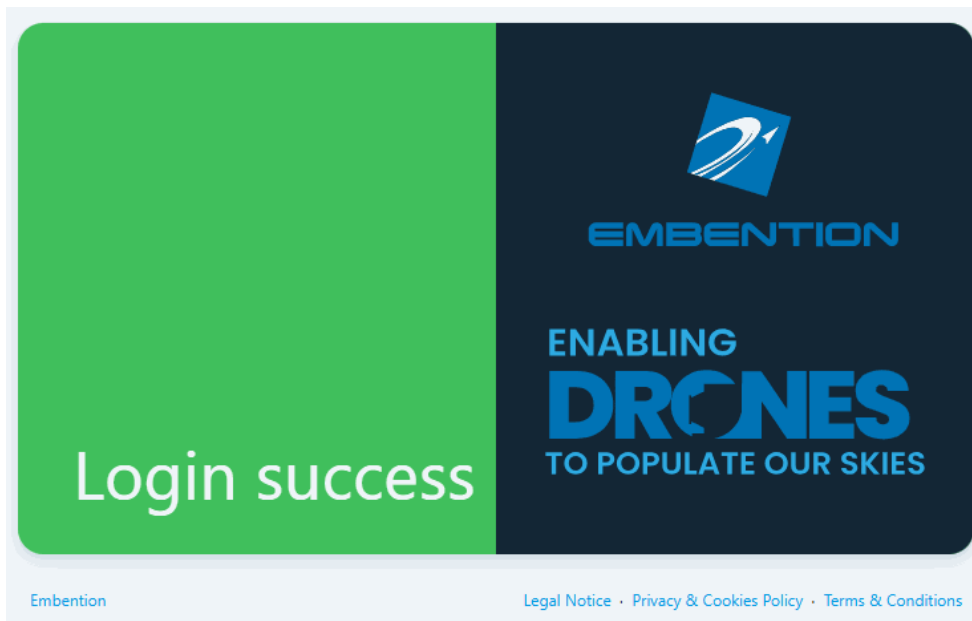 Login success
EMBENTION
ENABLING
DRONES
TO POPULATE OUR SKIES
Embention
Legal Notice · Privacy & Cookies Policy · Terms & Conditions